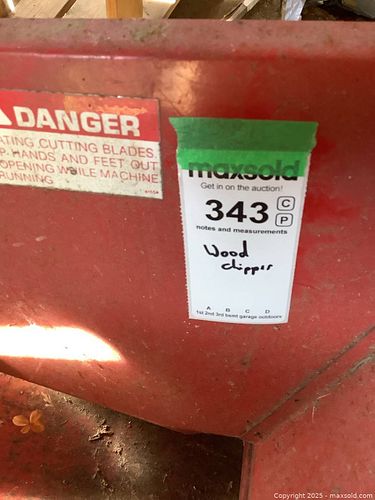 DANGER
ATING CUTTING BLADES.
P HANDS AND FEET OUT
OPENING WHILE MACHINE
RUNNING
maxsold
Get in on the auction!
343 C
P
notes and measurements
Wood
chipper
A B C D
1st 2nd 3rd bsmt garage outdoors
Copyright 2025 - maxsold.com